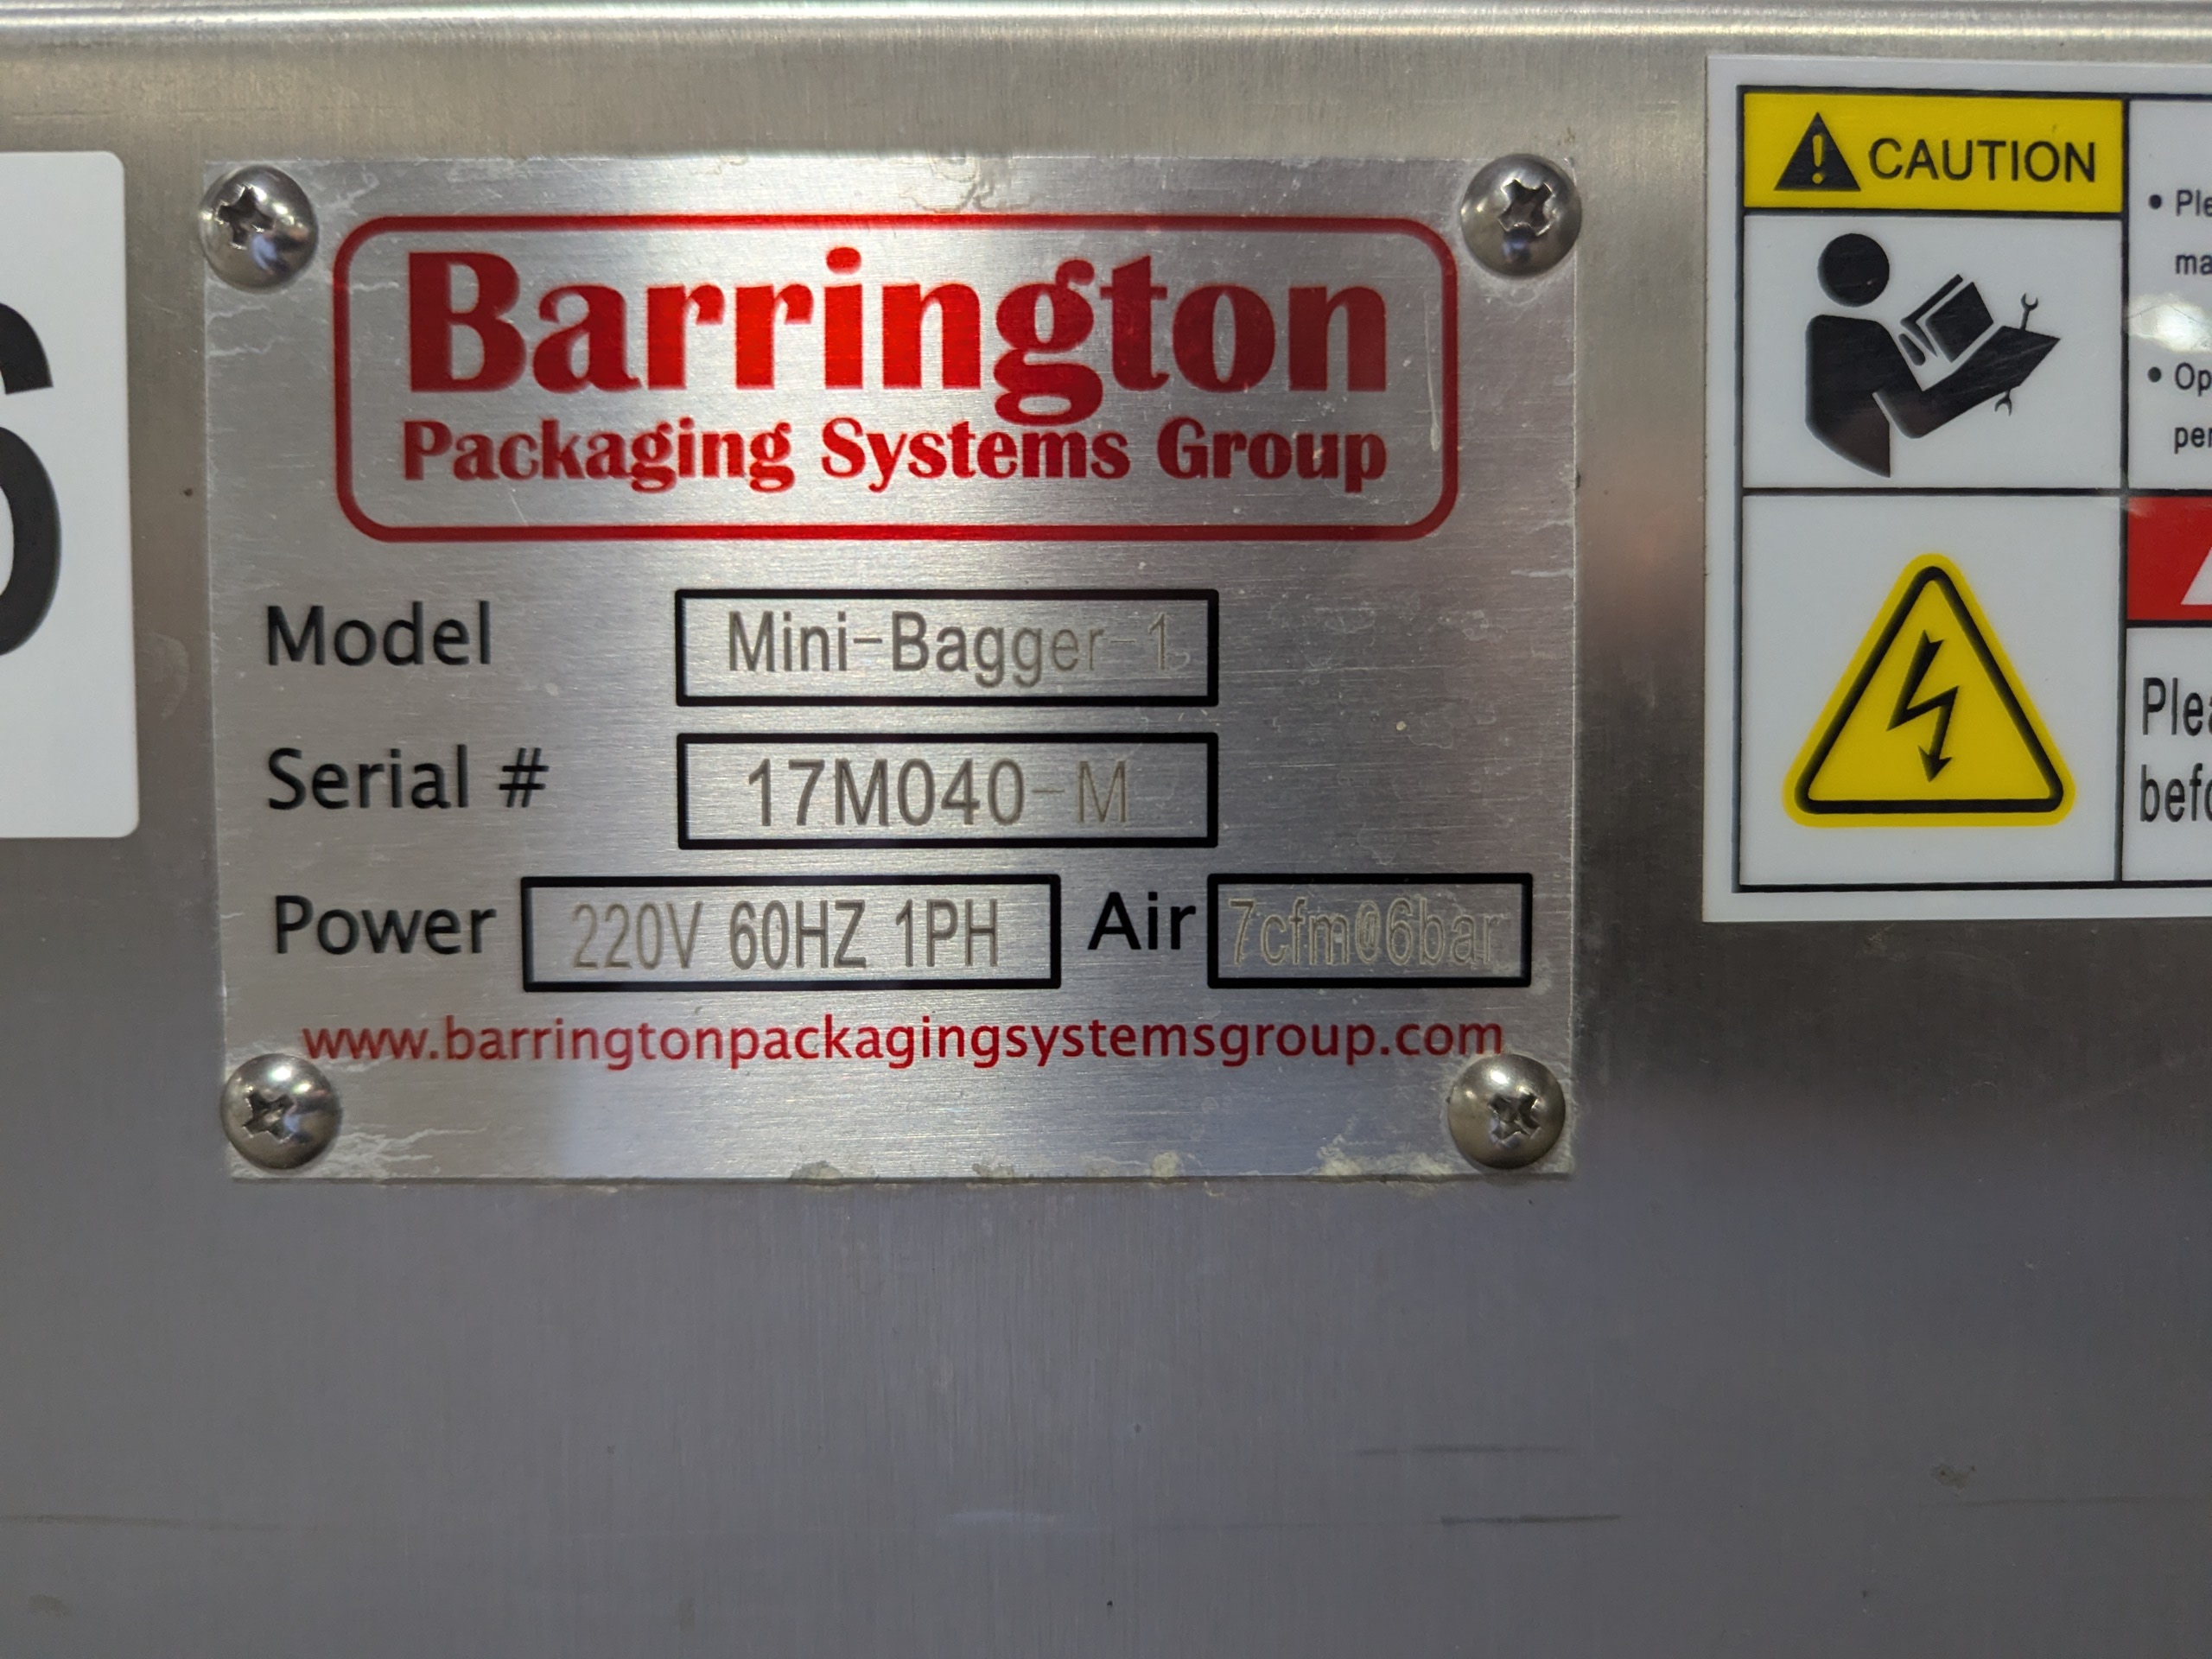 6
Barrington
Packaging Systems Group
Model Mini-Bagger-1
Serial # 17M040-M
Power 220V 60HZ 1PH Air 7cfm@6bar
www.barringtonpackagingsystemsgroup.com
CAUTION